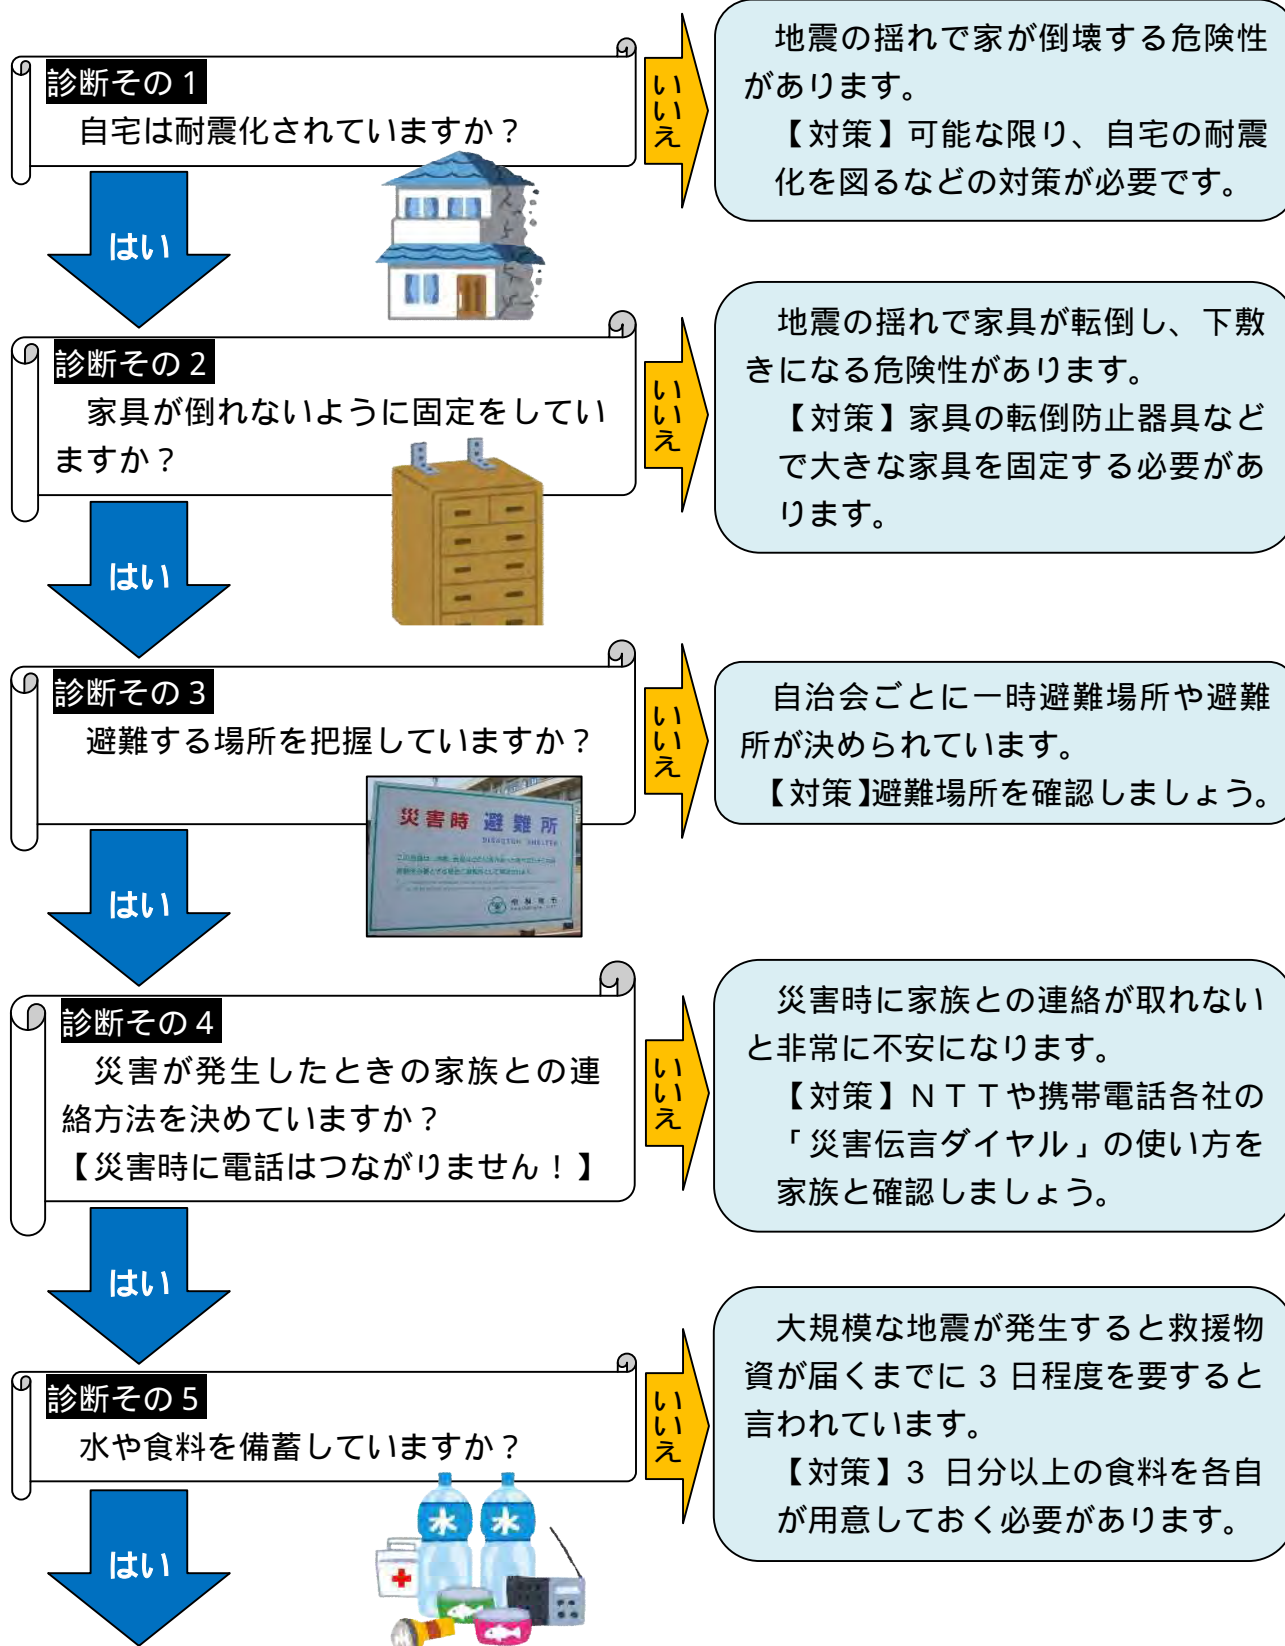 診断その1
自宅は耐震化されていますか？
いいえ
地震の揺れで家が倒壊する危険性
があります。
【対策】可能な限り、自宅の耐震
化を図るなどの対策が必要です。
はい
診断その2
家具が倒れないように固定をしてい
ますか？
いいえ
地震の揺れで家具が転倒し、下敷
きになる危険性があります。
【対策】家具の転倒防止器具など
で大きな家具を固定する必要があ
ります。
はい
診断その3
避難する場所を把握していますか？
災害時 避難所
DISASTER SHELTER
いいえ
自治会ごとに一時避難場所や避難
所が決められています。
【対策】避難場所を確認しましょう。
はい
診断その4
災害が発生したときの家族との連
絡方法を決めていますか？
【災害時に電話はつながりません！】
いいえ
災害時に家族との連絡が取れない
と非常に不安になります。
【対策】ＮＴＴや携帯電話各社の
「災害伝言ダイヤル」の使い方を
家族と確認しましょう。
はい
診断その5
水や食料を備蓄していますか？
水 水
いいえ
大規模な地震が発生すると救援物
資が届くまでに 3 日程度を要すると
言われています。
【対策】3 日分以上の食料を各自
が用意しておく必要があります。
はい